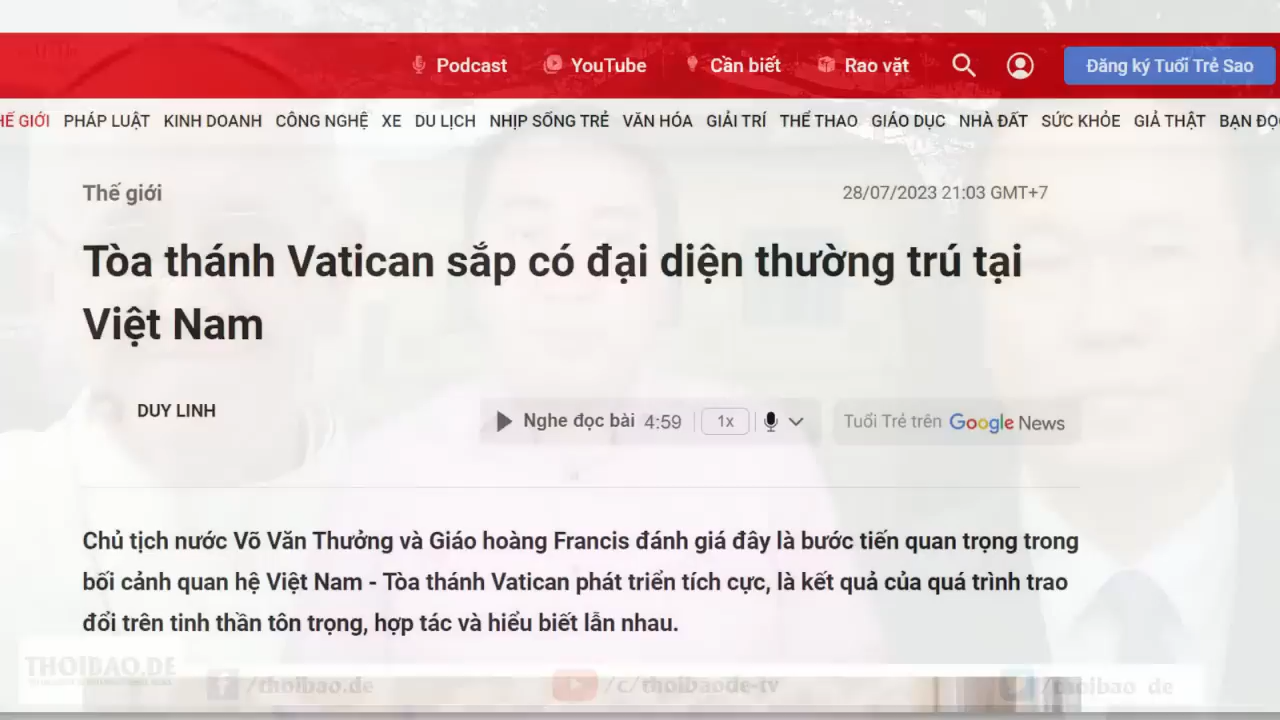 Podcast YouTube Cần biết Rao vặt Đăng ký Tuổi Trẻ Sao
HẾ GIỚI PHÁP LUẬT KINH DOANH CÔNG NGHỆ XE DU LỊCH NHỊP SỐNG TRẺ VĂN HÓA GIẢI TRÍ THỂ THAO GIÁO DỤC NHÀ ĐẤT SỨC KHỎE GIẢ THẬT BẠN ĐỌC
Thế giới 28/07/2023 21:03 GMT+7
Tòa thánh Vatican sắp có đại diện thường trú tại
Việt Nam
DUY LINH Nghe đọc bài 4:59 1x Tuổi Trẻ trên Google News
Chủ tịch nước Võ Văn Thưởng và Giáo hoàng Francis đánh giá đây là bước tiến quan trọng trong
bối cảnh quan hệ Việt Nam - Tòa thánh Vatican phát triển tích cực, là kết quả của quá trình trao
đổi trên tinh thần tôn trọng, hợp tác và hiểu biết lẫn nhau.
THOIBAO.DE
/thoibao.de /c/thoibaode-tv /thoibao_de